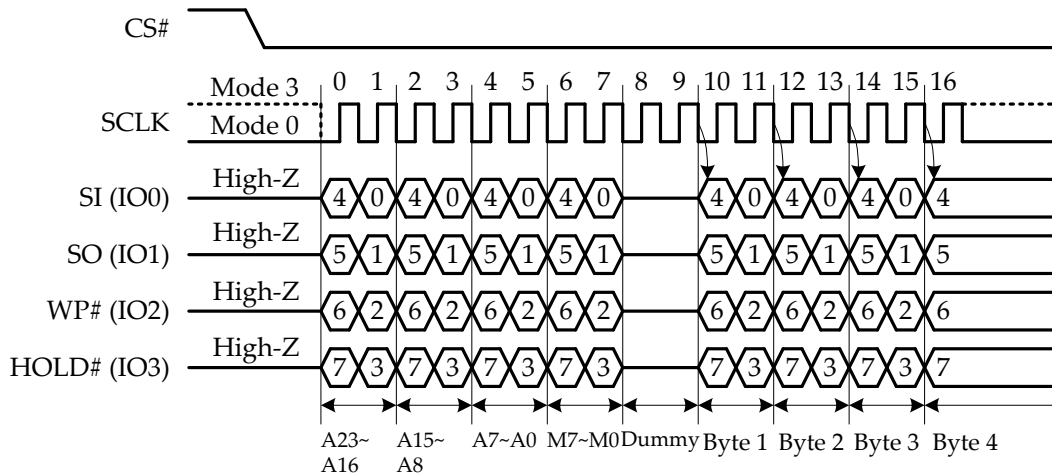 CS#
0 1 2 3 4 5 6 7 8 9 10 11 12 13 14 15 16
Mode 3
SCLK
Mode 0
High-Z
SI (IO0)
4 0 4 0 4 0 4 0 4 0 4 0 4 0 4
High-Z
SO (IO1)
5 1 5 1 5 1 5 1 5 1 5 1 5 1 5
High-Z
WP# (IO2)
6 2 6 2 6 2 6 2 6 2 6 2 6 2 6
High-Z
HOLD# (IO3)
7 3 7 3 7 3 7 3 7 3 7 3 7 3 7
A23~
A16
A15~
A8
A7~A0
M7~M0
Dummy
Byte 1
Byte 2
Byte 3
Byte 4